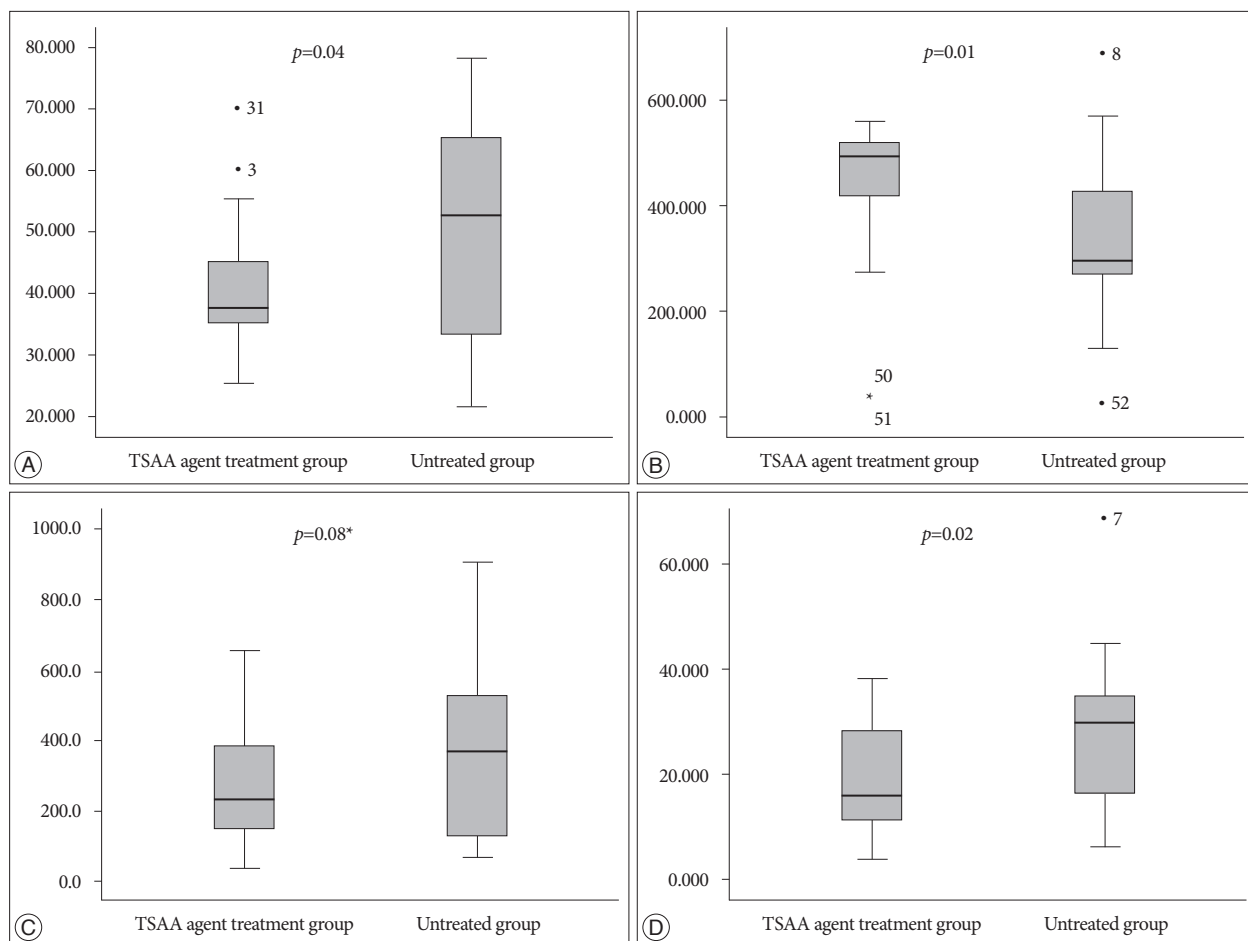 80.000
70.000
60.000
50.000
40.000
30.000
20.000
p=0.04
31
3
TSAA agent treatment group
Untreated group
A
600.000
400.000
200.000
0.000
p=0.01
8
50
*
51
52
TSAA agent treatment group
Untreated group
B
1000.0
800.0
600.0
400.0
200.0
0.0
p=0.08*
TSAA agent treatment group
Untreated group
C
60.000
40.000
20.000
0.000
p=0.02
7
TSAA agent treatment group
Untreated group
D